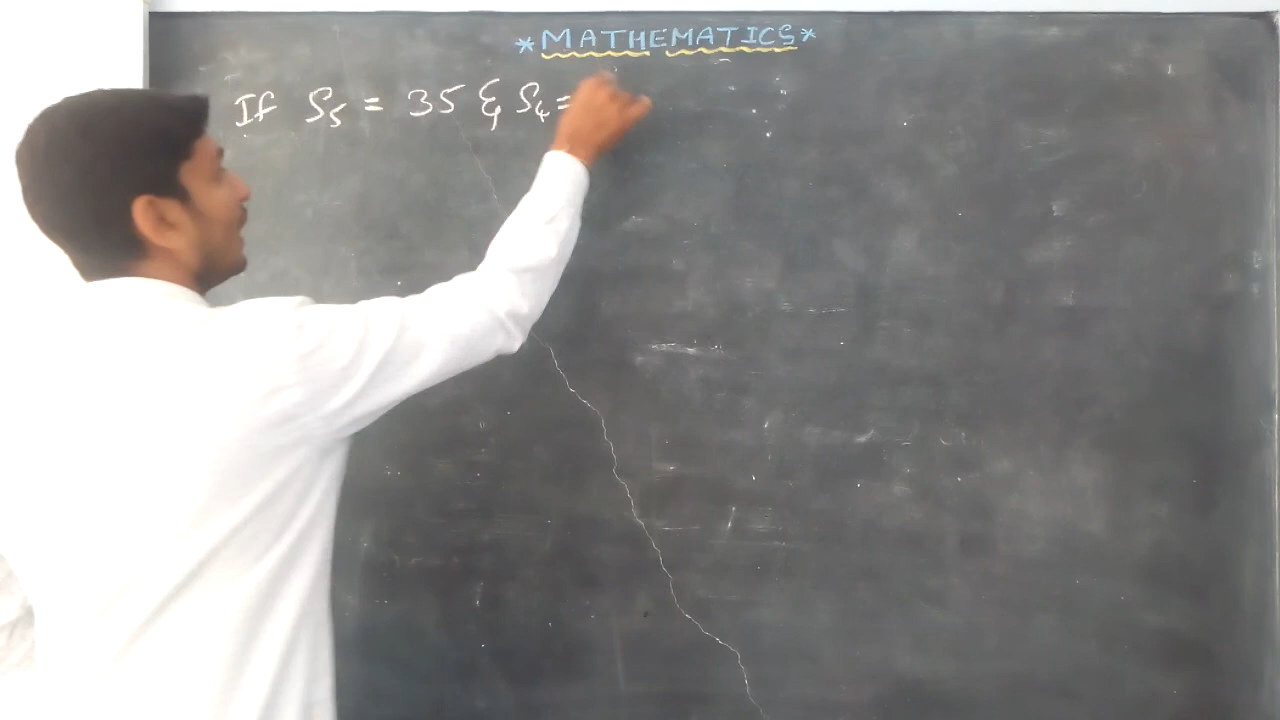 *MATHEMATICS*
If S₅ = 35 & S₄ =